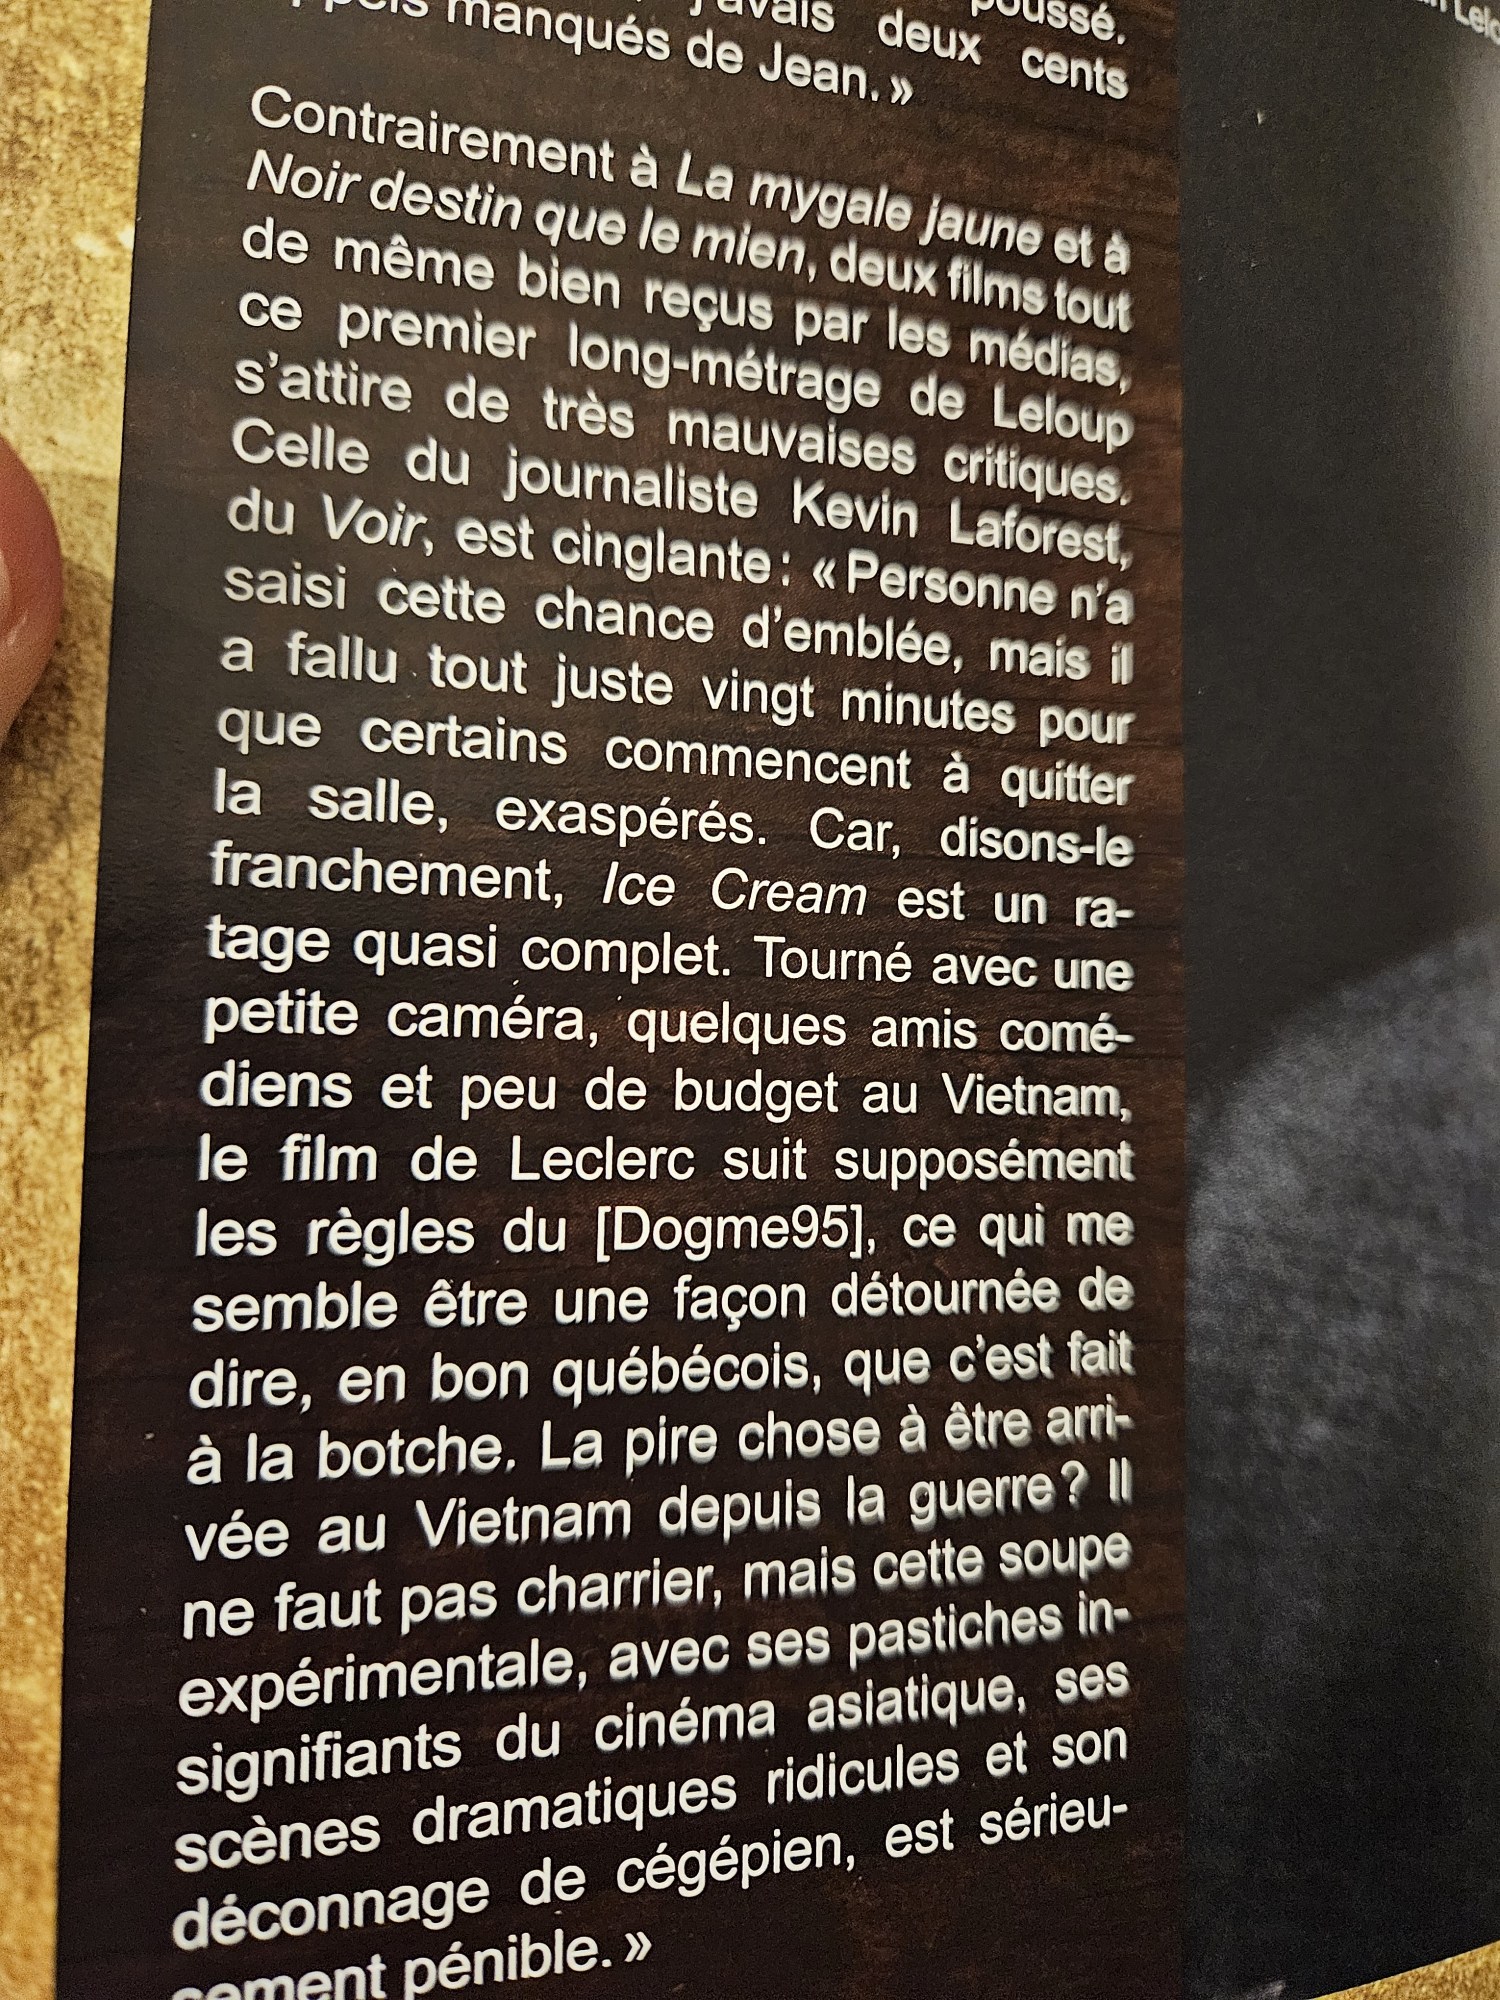 poussé.
j'avais deux cents
manqués de Jean. »
Contrairement à La mygale jaune et à
Noir destin que le mien, deux films tout
de même bien reçus par les médias,
ce premier long-métrage de Leloup
s'attire de très mauvaises critiques.
Celle du journaliste Kevin Laforest,
du Voir, est cinglante : « Personne n'a
saisi cette chance d'emblée, mais il
a fallu tout juste vingt minutes pour
que certains commencent à quitter
la salle, exaspérés. Car, disons-le
franchement, Ice Cream est un ra-
tage quasi complet. Tourné avec une
petite caméra, quelques amis comé-
diens et peu de budget au Vietnam,
le film de Leclerc suit supposément
les règles du [Dogme95], ce qui me
semble être une façon détournée de
dire, en bon québécois, que c'est fait
à la botche. La pire chose à être arri-
vée au Vietnam depuis la guerre ? Il
ne faut pas charrier, mais cette soupe
expérimentale, avec ses pastiches in-
signifiants du cinéma asiatique, ses
scènes dramatiques ridicules et son
déconnage de cégépien, est sérieu-
sement pénible. »